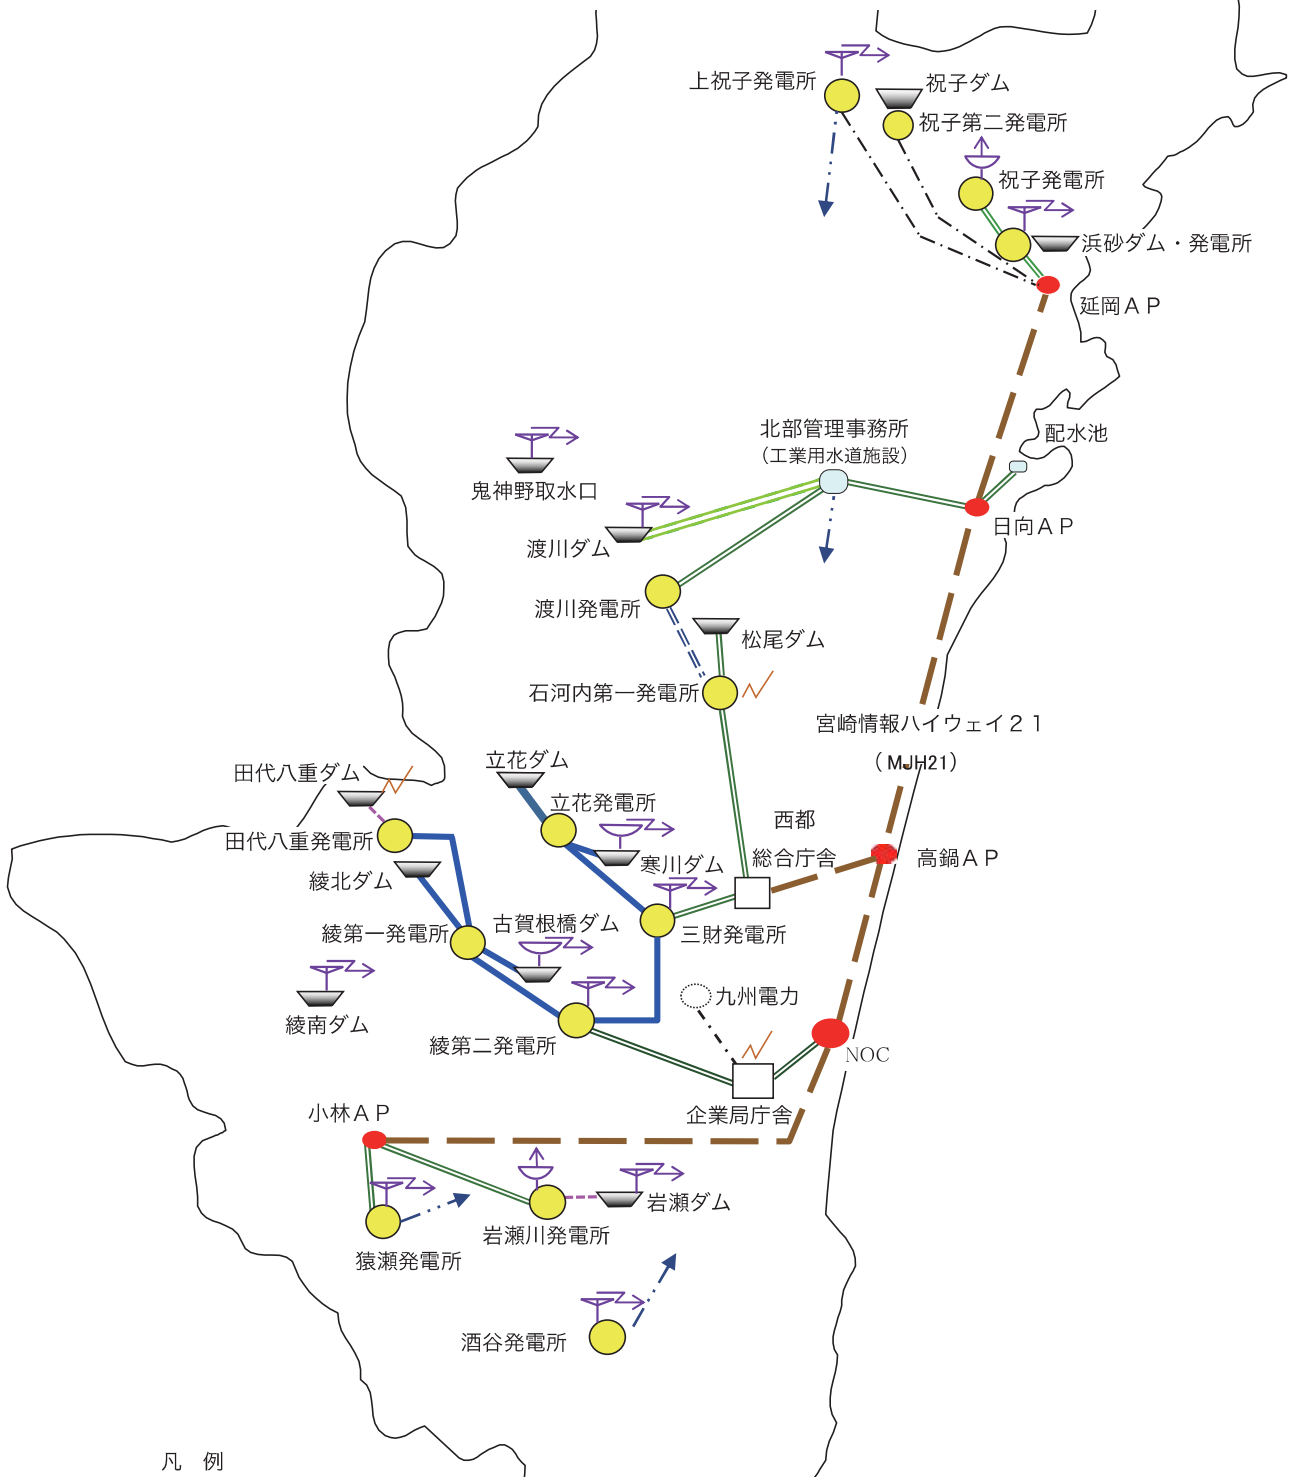 上祝子発電所
祝子ダム
祝子第二発電所
祝子発電所
浜砂ダム・発電所
延岡ＡＰ
北部管理事務所
（工業用水道施設）
配水池
鬼神野取水口
日向ＡＰ
渡川ダム
渡川発電所
松尾ダム
石河内第一発電所
宮崎情報ハイウェイ２１
（MJH21）
立花ダム
田代八重ダム
立花発電所
西都
総合庁舎
高鍋ＡＰ
田代八重発電所
寒川ダム
綾北ダム
古賀根橋ダム
綾第一発電所
三財発電所
九州電力
綾南ダム
綾第二発電所
NOC
企業局庁舎
小林ＡＰ
岩瀬ダム
岩瀬川発電所
猿瀬発電所
酒谷発電所
凡　例